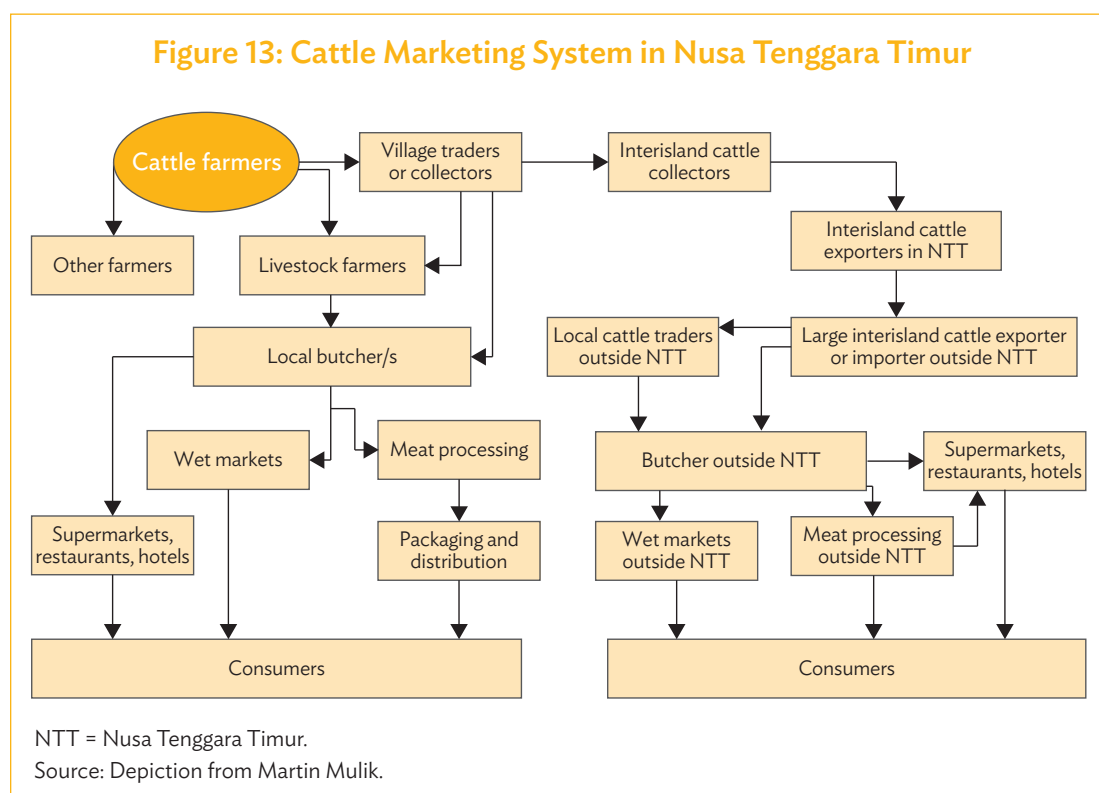 Figure 13: Cattle Marketing System in Nusa Tenggara Timur
Cattle farmers
Village traders
or collectors
Interisland cattle
collectors
Other farmers
Livestock farmers
Interisland cattle
exporters in NTT
Local butcher/s
Local cattle traders
outside NTT
Large interisland cattle exporter
or importer outside NTT
Wet markets
Meat processing
Butcher outside NTT
Supermarkets,
restaurants, hotels
Supermarkets,
restaurants, hotels
Packaging and
distribution
Wet markets
outside NTT
Meat processing
outside NTT
Consumers
Consumers
NTT = Nusa Tenggara Timur.
Source: Depiction from Martin Mulik.